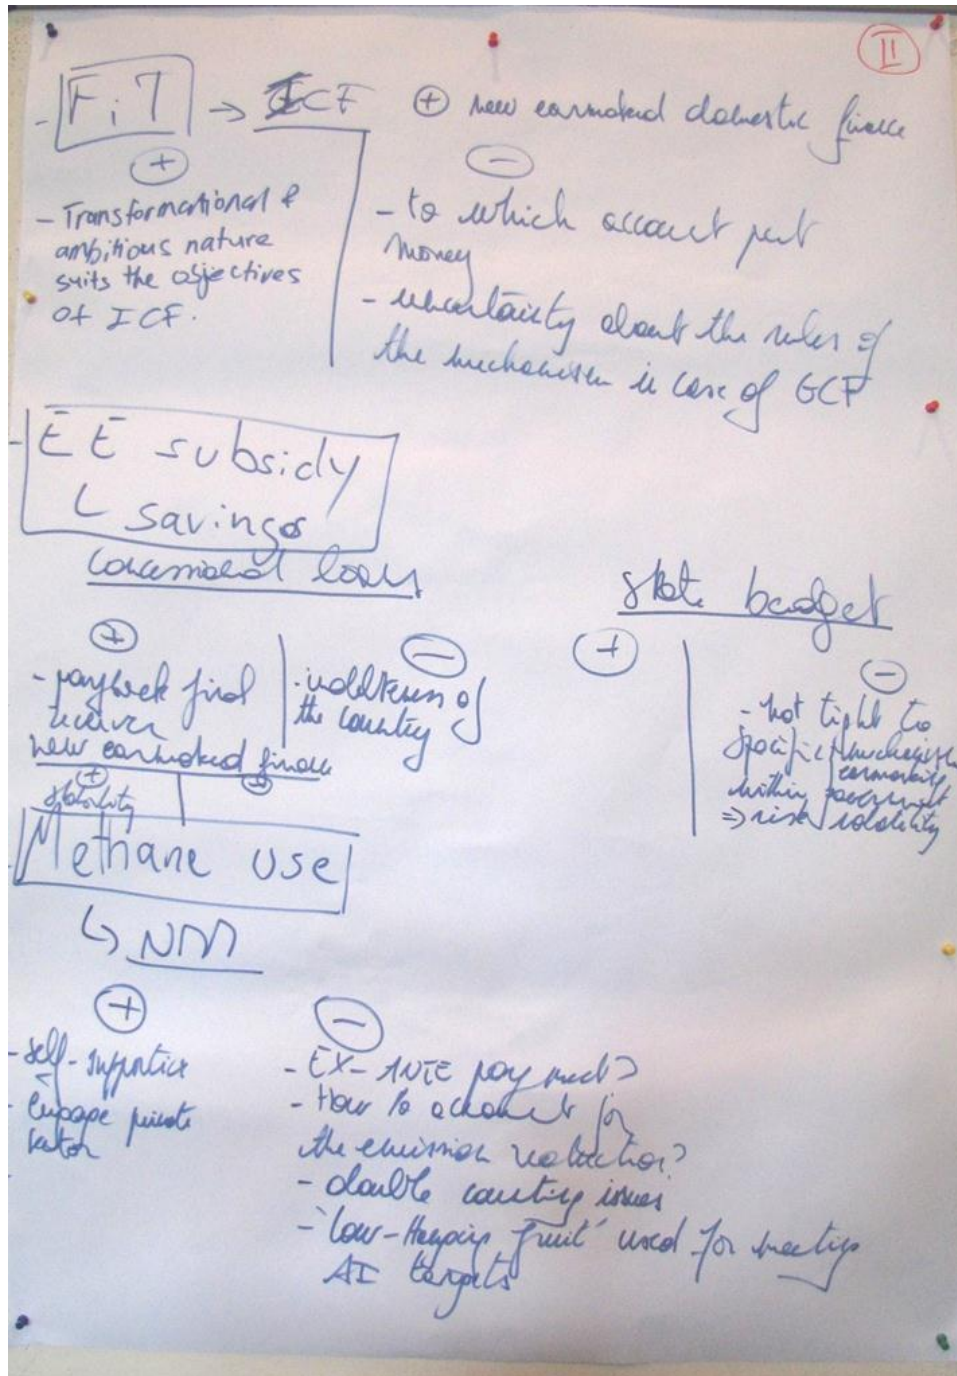 II
- FiT → ICF ⊕ new earmarked domestic finance
⊕
- Transformational &
ambitious nature
suits the objectives
of ICF.
⊖
- to which account put
money
- uncertainty about the rules of
the mechanism in case of GCF
- EE subsidy
savings
concessional loans
⊕
- payback final
receiver
new earmarked finance
⊕ ⊖
⊖
- indebtness of
the country
state budget
⊕
⊖
- not tight to
specific mechanism
earmarking
within government
⇒ risk volatility
- Methane use
↳ NM
⊕
- self-
- engage private
sector
⊖
- EX-ANTE payment?
- How to account for
the emission reduction?
- double counting issues
- 'low-Hanging fruit' used for meeting
AI targets